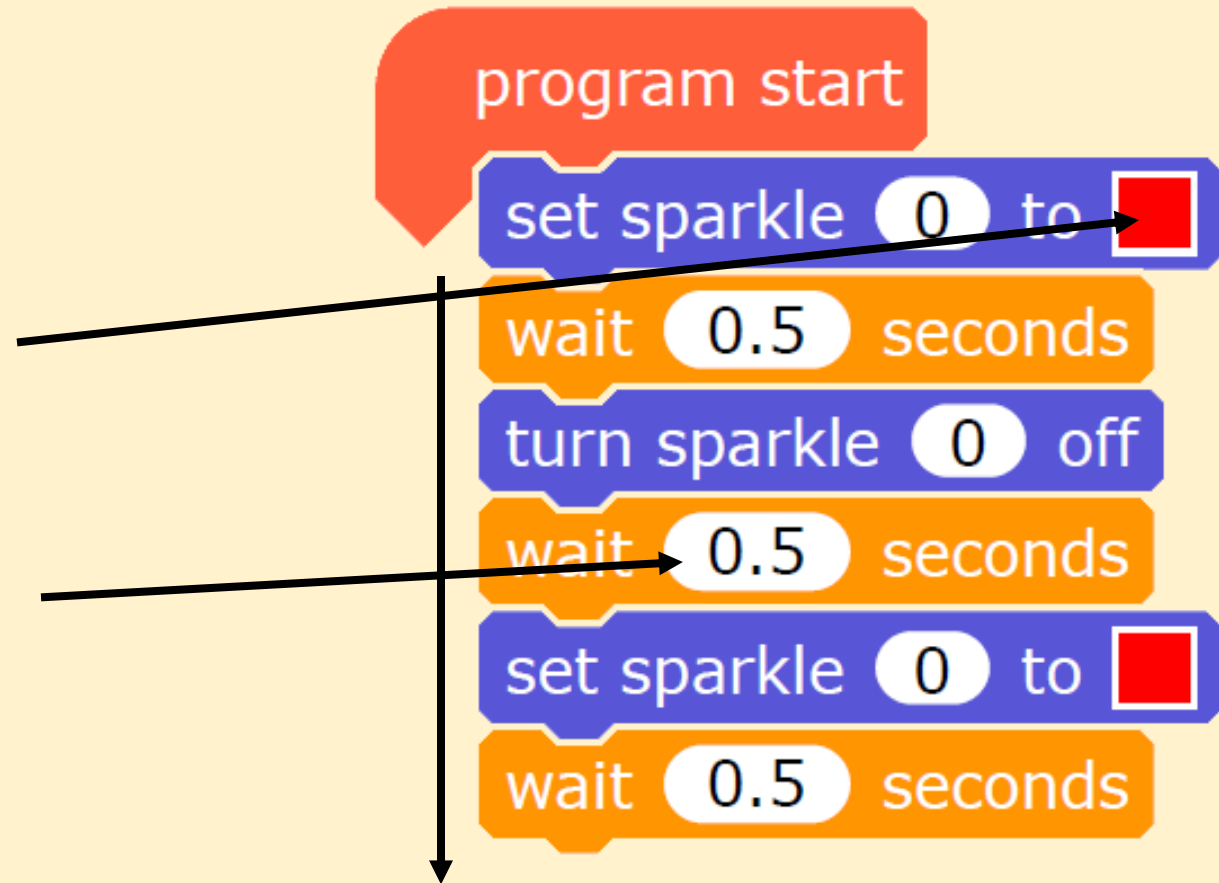 program start
set sparkle 0 to
wait 0.5 seconds
turn sparkle 0 off
wait 0.5 seconds
set sparkle 0 to
wait 0.5 seconds